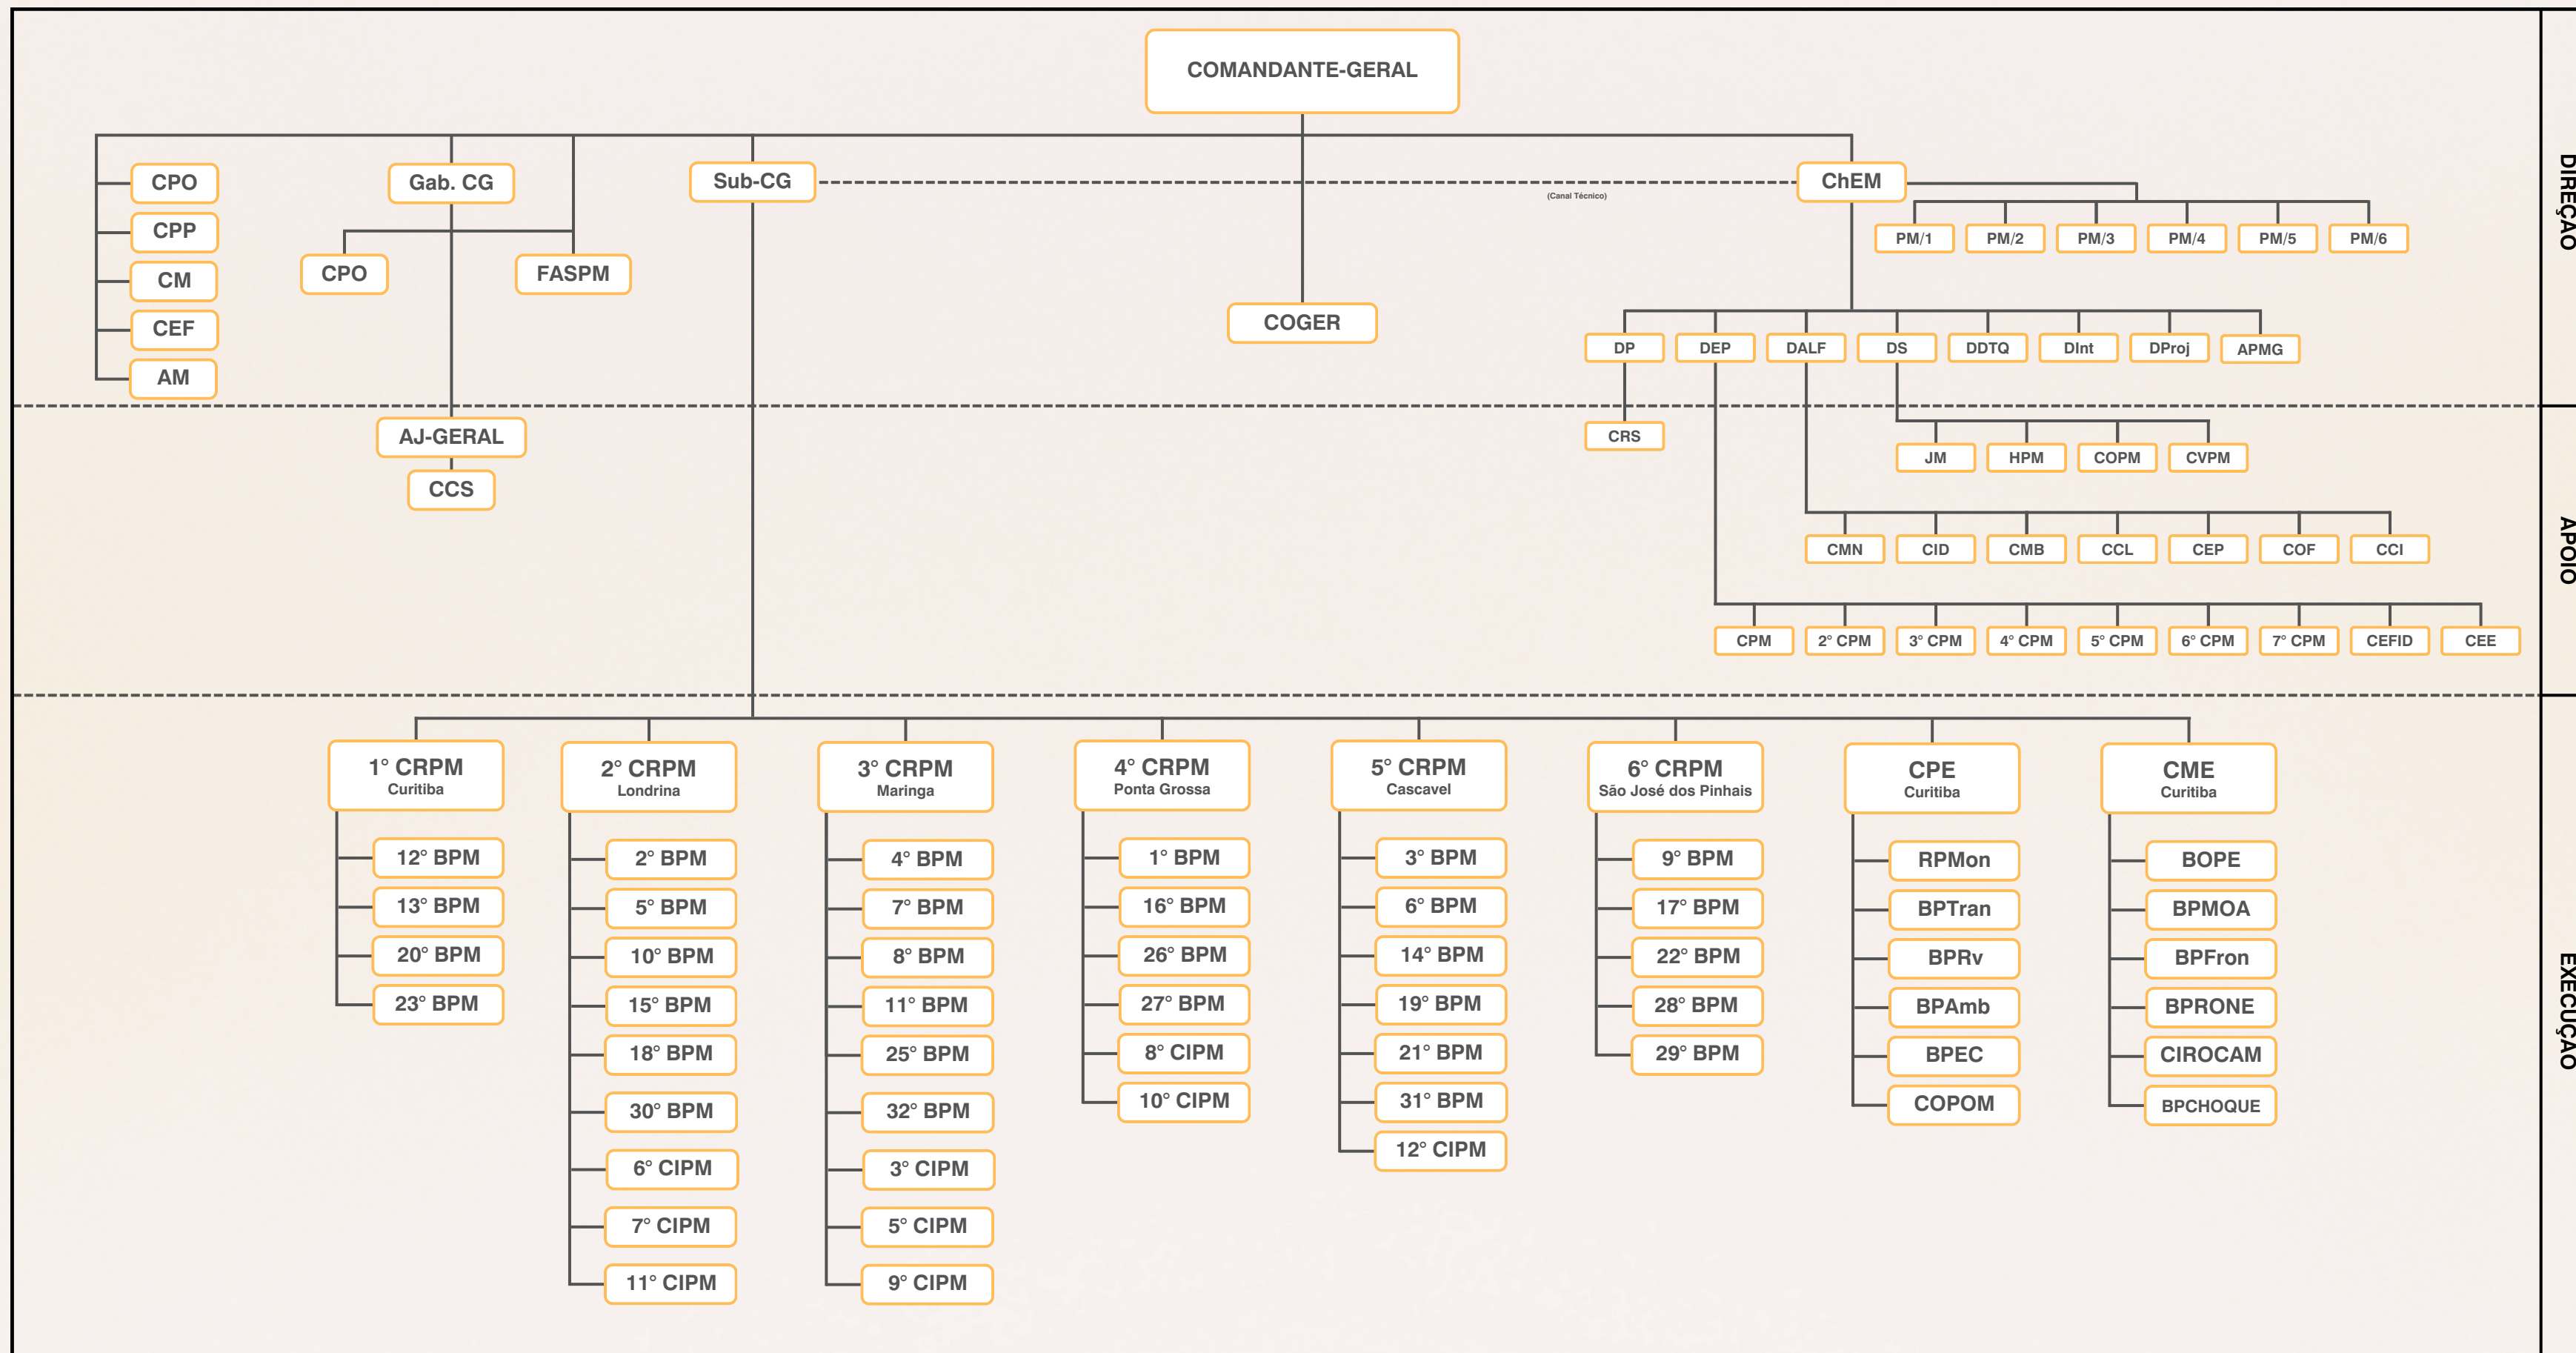 COMANDANTE-GERAL
CPO
CPP
CM
CEF
AM
Gab. CG
CPO
FASPM
Sub-CG
(Canal Técnico)
ChEM
PM/1
PM/2
PM/3
PM/4
PM/5
PM/6
COGER
DP
DEP
DALF
DS
DDTQ
DInt
DProj
APMG
DIREÇÃO
AJ-GERAL
CCS
CRS
JM
HPM
COPM
CVPM
CMN
CID
CMB
CCL
CEP
COF
CCI
CPM
2° CPM
3° CPM
4° CPM
5° CPM
6° CPM
7° CPM
CEFID
CEE
APOIO
1° CRPM
Curitiba
12° BPM
13° BPM
20° BPM
23° BPM
2° CRPM
Londrina
2° BPM
5° BPM
10° BPM
15° BPM
18° BPM
30° BPM
6° CIPM
7° CIPM
11° CIPM
3° CRPM
Maringa
4° BPM
7° BPM
8° BPM
11° BPM
25° BPM
32° BPM
3° CIPM
5° CIPM
9° CIPM
4° CRPM
Ponta Grossa
1° BPM
16° BPM
26° BPM
27° BPM
8° CIPM
10° CIPM
5° CRPM
Cascavel
3° BPM
6° BPM
14° BPM
19° BPM
21° BPM
31° BPM
12° CIPM
6° CRPM
São José dos Pinhais
9° BPM
17° BPM
22° BPM
28° BPM
29° BPM
CPE
Curitiba
RPMon
BPTran
BPRv
BPAmb
BPEC
COPOM
CME
Curitiba
BOPE
BPMOA
BPFron
BPRONE
CIROCAM
BPCHOQUE
EXECUÇÃO